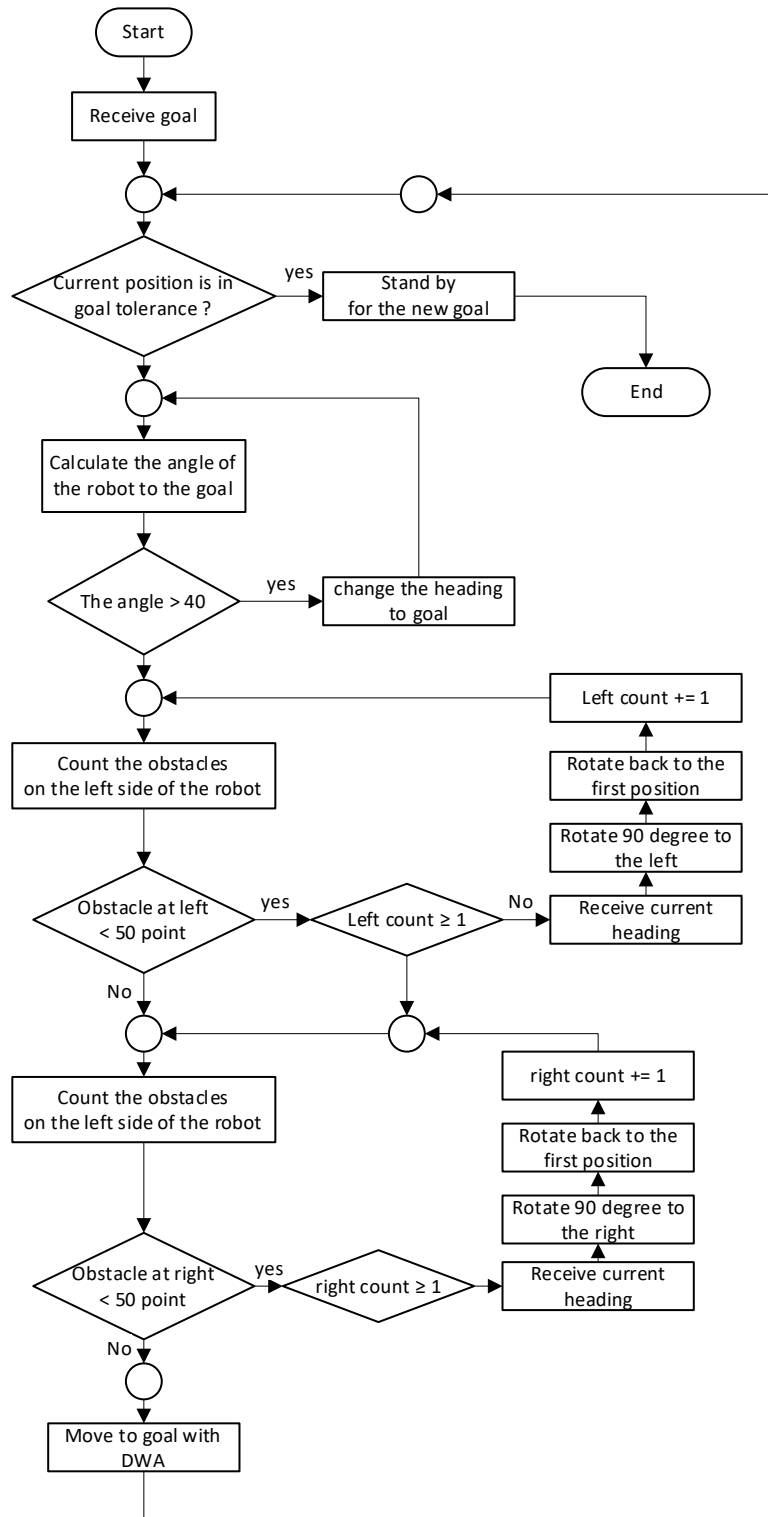 Start
Receive goal
Current position is in
goal tolerance ?
yes
Stand by
for the new goal
End
Calculate the angle of
the robot to the goal
The angle > 40
yes
change the heading
to goal
Left count += 1
Count the obstacles
on the left side of the robot
Rotate back to the
first position
Rotate 90 degree to
the left
Obstacle at left
< 50 point
yes
Left count ≥ 1
No
Receive current
heading
No
Count the obstacles
on the left side of the robot
right count += 1
Rotate back to the
first position
Rotate 90 degree to
the right
Obstacle at right
< 50 point
yes
right count ≥ 1
Receive current
heading
No
Move to goal with
DWA